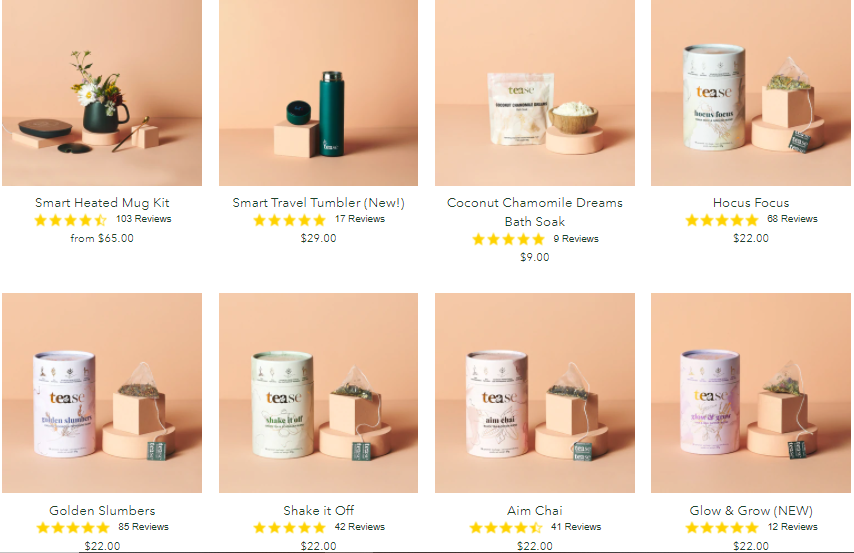 tease
tease
COCONUT CHAMOMILE DREAMS
tease
hocus focus
Smart Heated Mug Kit
Smart Travel Tumbler (New!)
Coconut Chamomile Dreams
Bath Soak
Hocus Focus
103 Reviews
17 Reviews
9 Reviews
68 Reviews
from $65.00
$29.00
$9.00
$22.00
tease
golden slumbers
tease
tease
shake it off
tease
tease
aim chai
tease
tease
glow & grow
Golden Slumbers
Shake it Off
Aim Chai
Glow & Grow (NEW)
85 Reviews
42 Reviews
41 Reviews
12 Reviews
$22.00
$22.00
$22.00
$22.00